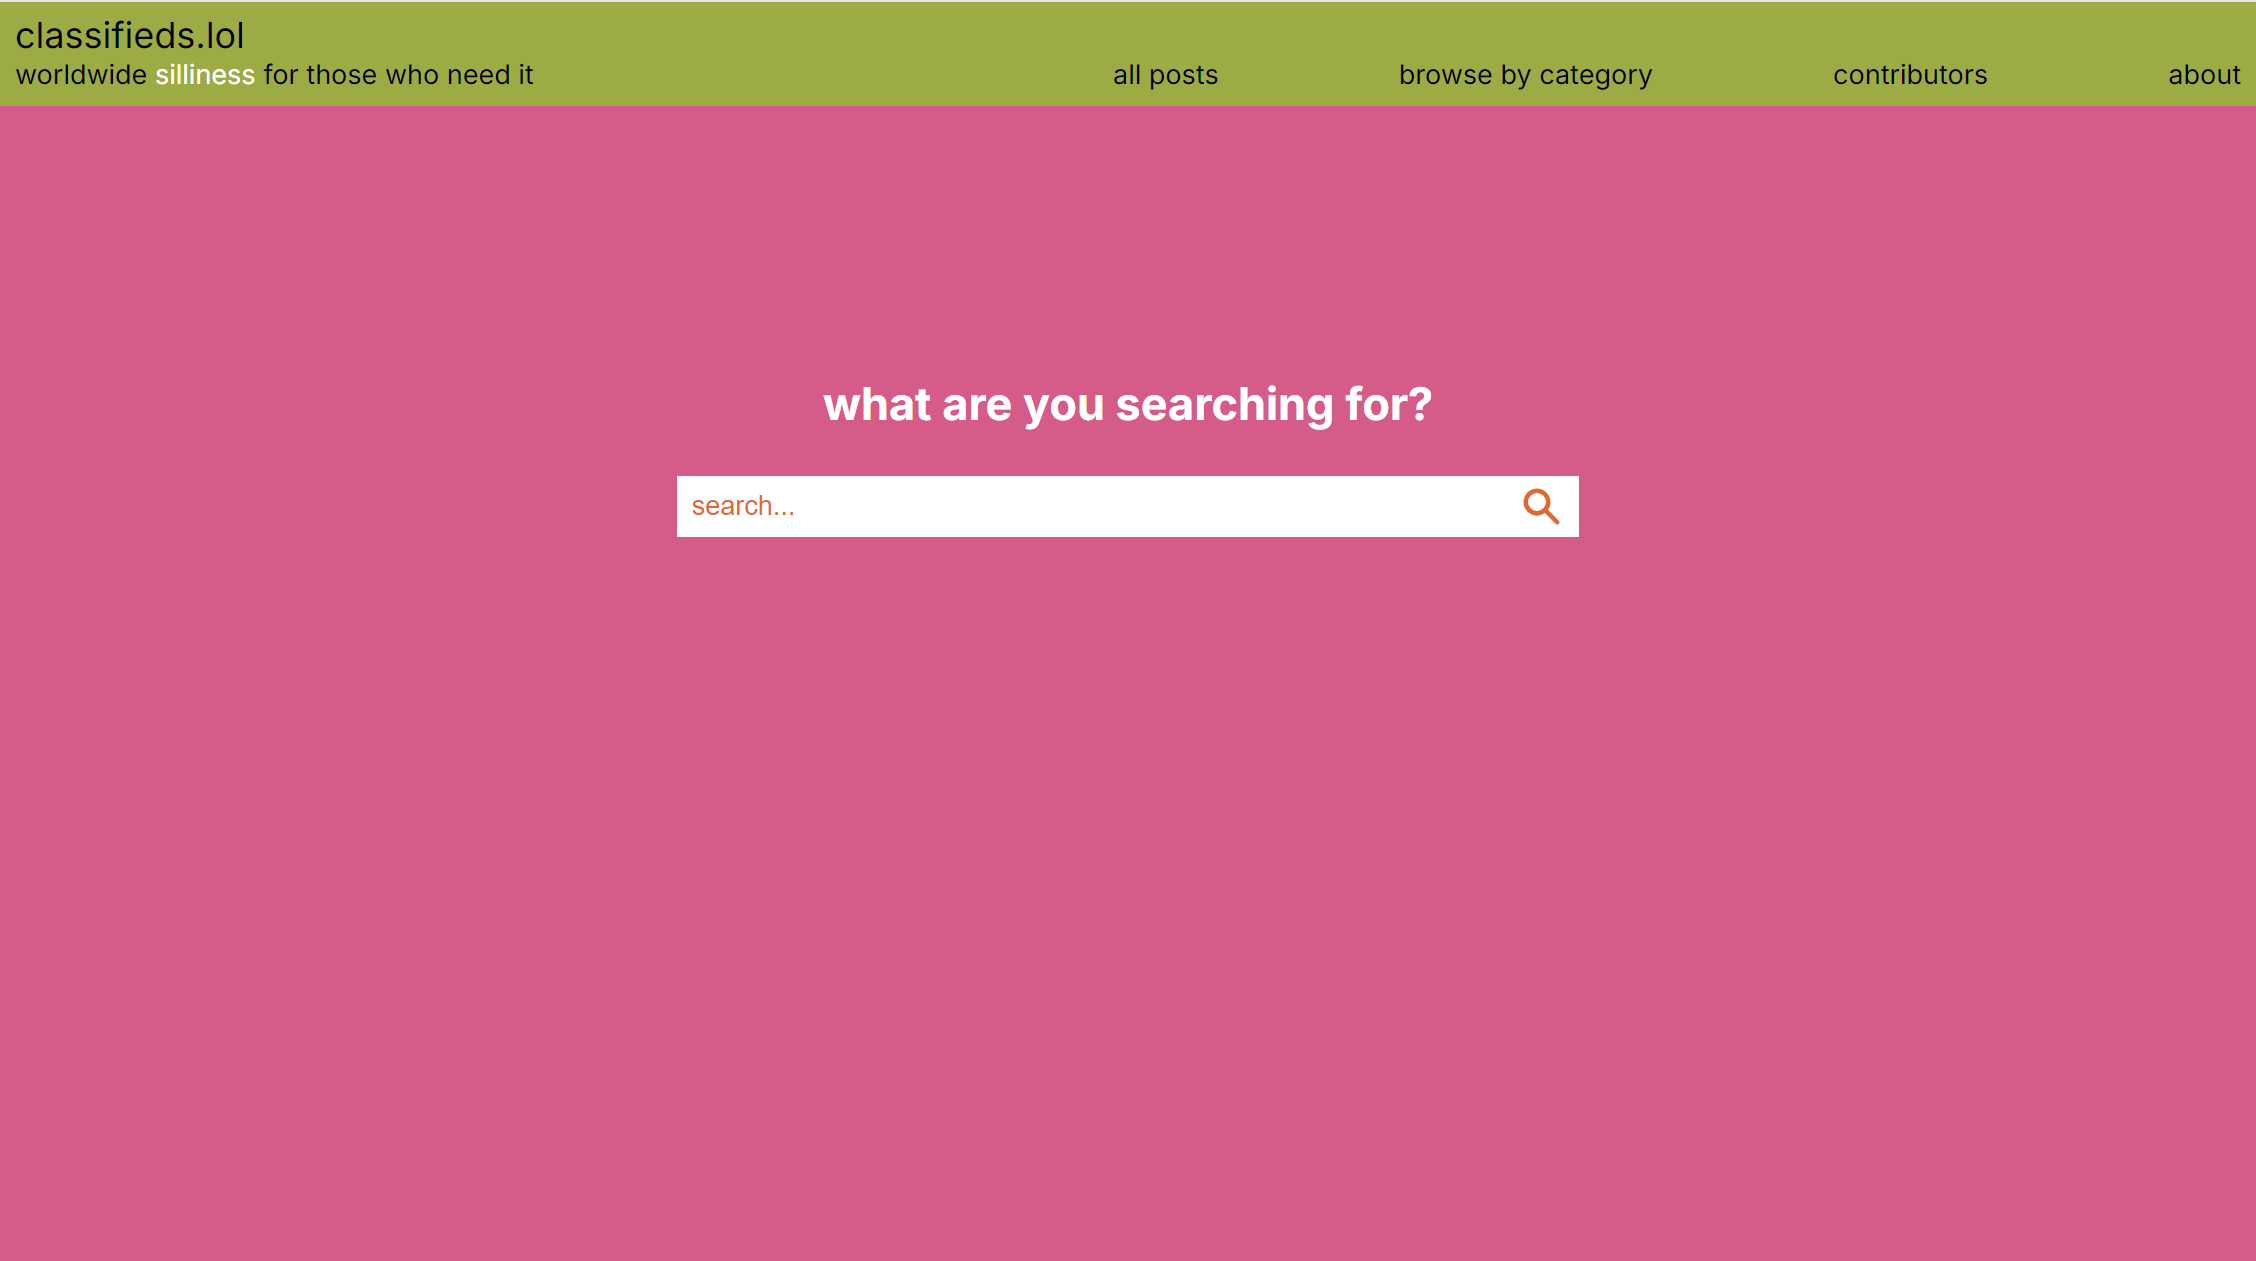 classifieds.lol
worldwide silliness for those who need it
all posts
browse by category
contributors
about
what are you searching for?
search...